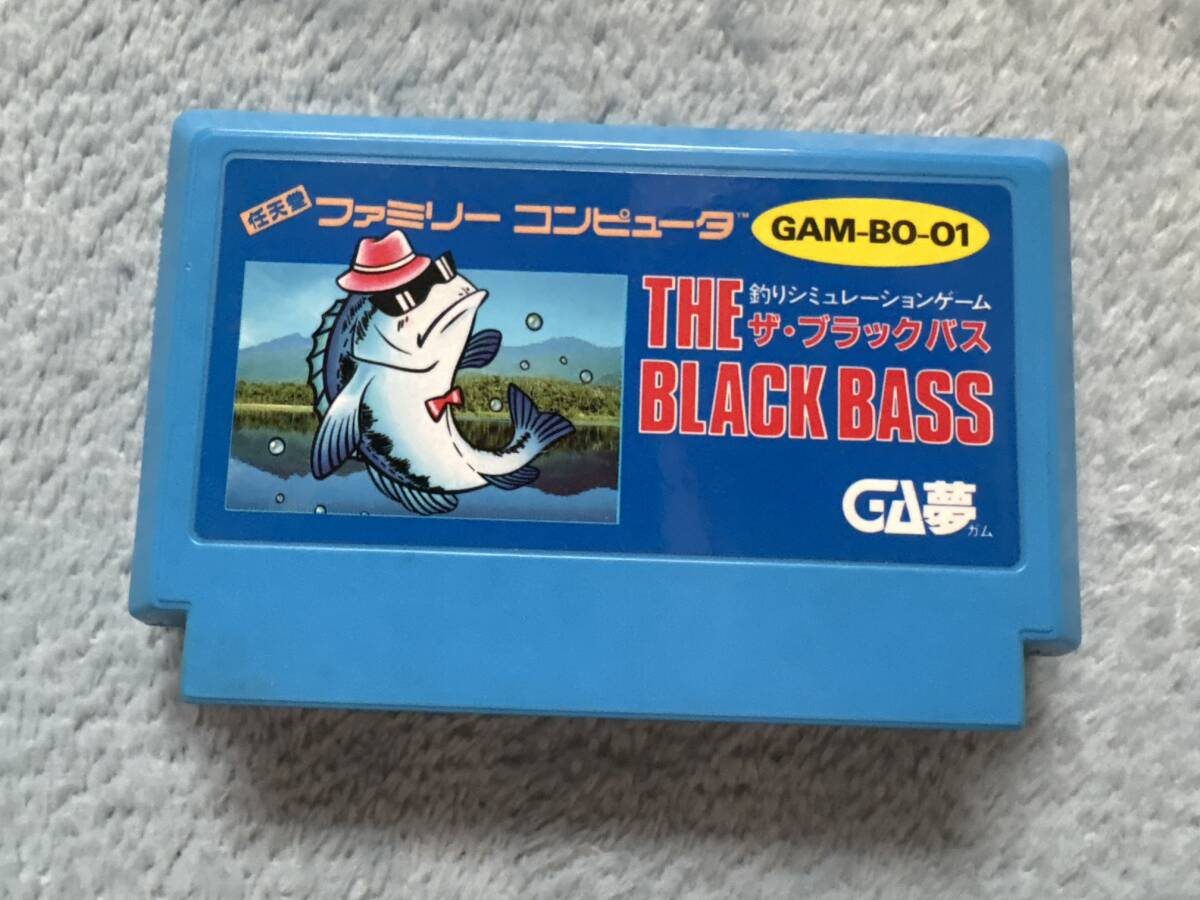 任天堂 ファミリー コンピュータ™
GAM-BO-01
釣りシミュレーションゲーム
ザ・ブラックバス
THE
BLACK BASS
GA夢
ガム